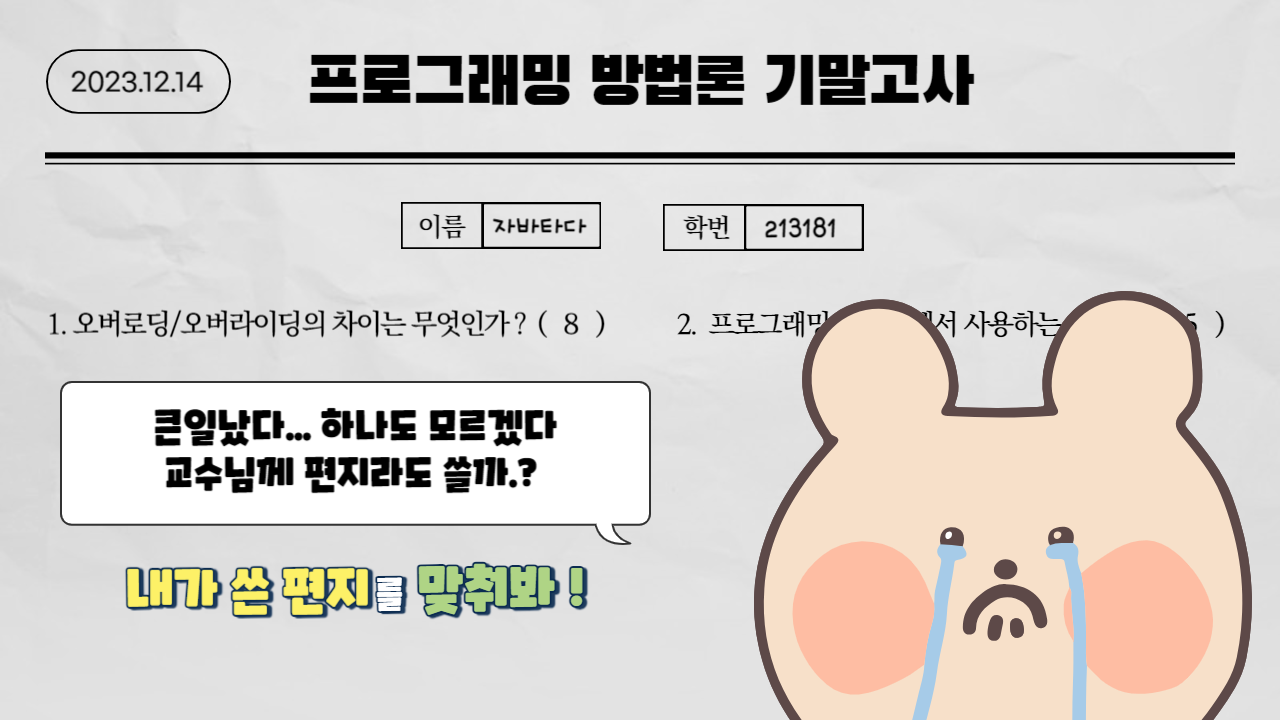 2023.12.14
프로그래밍 방법론 기말고사
이름 자바타다
학번 213181
1. 오버로딩/오버라이딩의 차이는 무엇인가? ( 8 )
2. 프로그래밍 서 사용하는 )
큰일났다... 하나도 모르겠다
교수님께 편지라도 쓸까.?
내가 쓴 편지를 맞춰봐 !